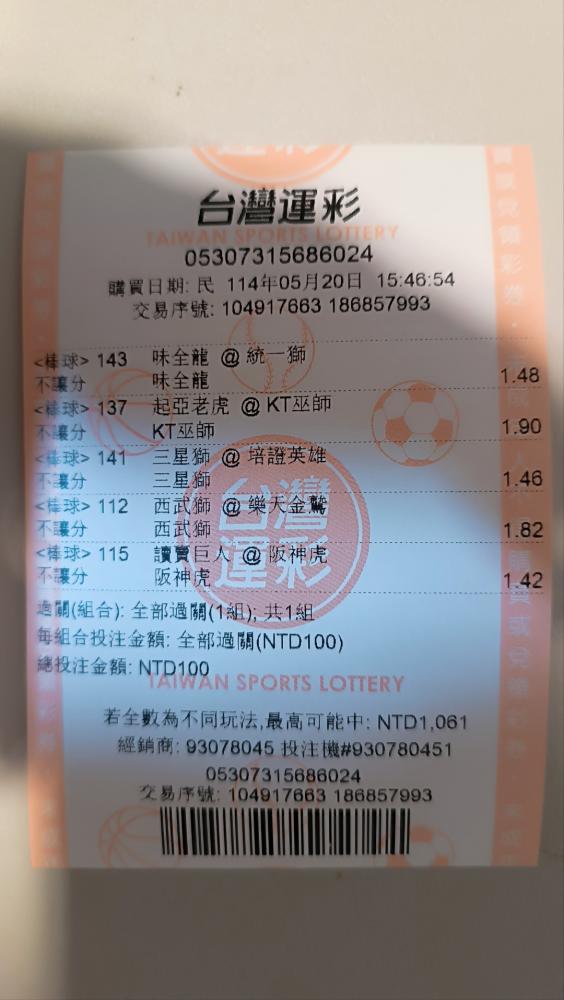 台灣運彩
TAIWAN SPORTS LOTTERY
05307315686024
購買日期: 民 114年05月20日 15:46:54
交易序號: 104917663 186857993
<棒球> 143 味全龍 @ 統一獅
不讓分 味全龍 1.48
<棒球> 137 起亞老虎 @ KT巫師
不讓分 KT巫師 1.90
<棒球> 141 三星獅 @ 培證英雄
不讓分 三星獅 1.46
<棒球> 112 西武獅 @ 樂天金鷲
不讓分 西武獅 1.82
<棒球> 115 讀賣巨人 @ 阪神虎
不讓分 阪神虎 1.42
台灣
運彩
過關(組合): 全部過關(1組); 共1組
每組合投注金額: 全部過關(NTD100)
總投注金額: NTD100
TAIWAN SPORTS LOTTERY
若全數為不同玩法,最高可能中: NTD1,061
經銷商: 93078045 投注機#930780451
05307315686024
交易序號: 104917663 186857993